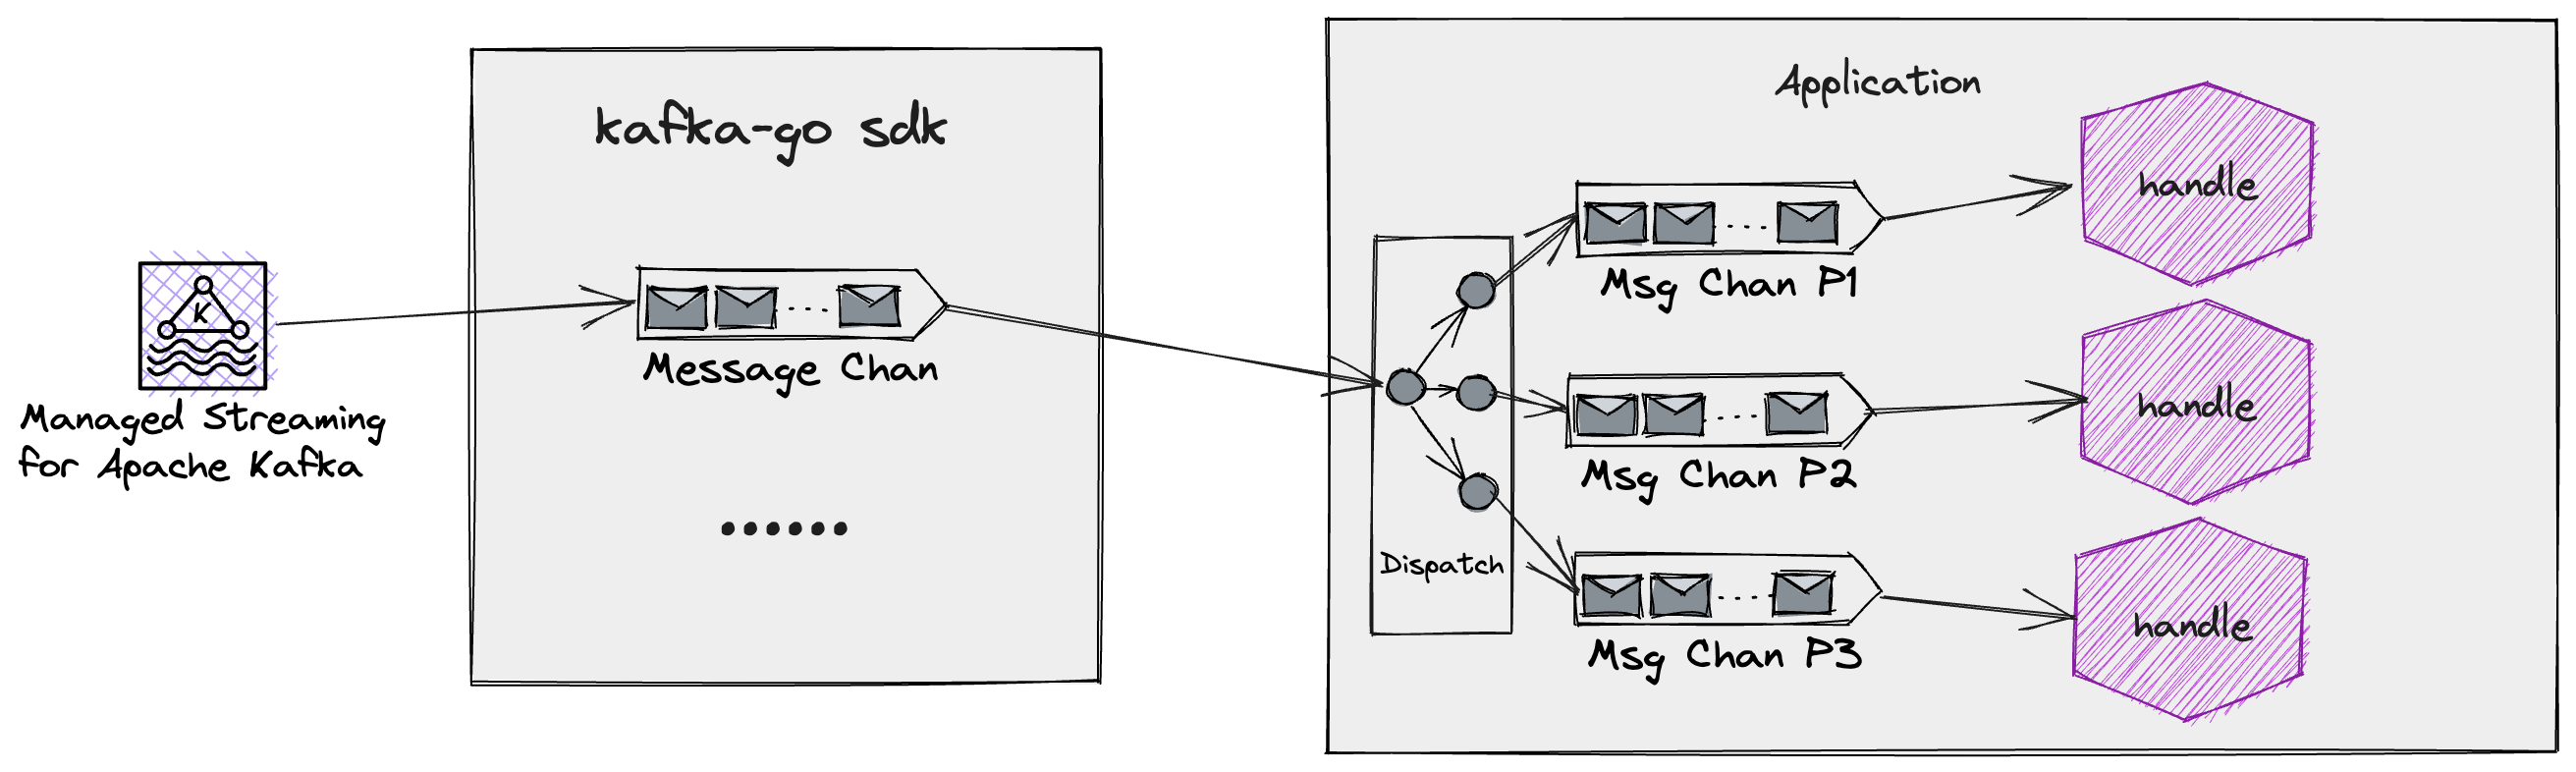 Application
kafka-go sdk
handle
Msg Chan P1
K
Message Chan
Managed Streaming
for Apache Kafka
handle
Msg Chan P2
Dispatch
handle
Msg Chan P3